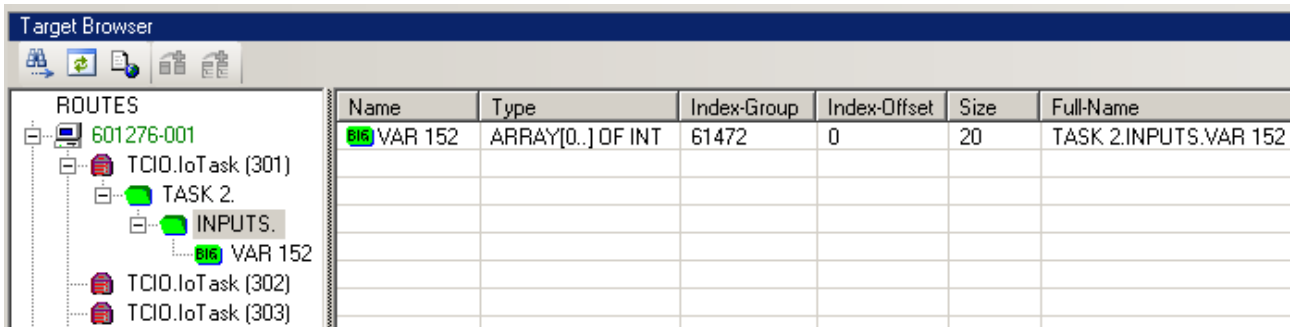 Target Browser
ROUTES
601276-001
TCIO.IoTask (301)
TASK 2.
INPUTS.
BI6 VAR 152
TCIO.IoTask (302)
TCIO.IoTask (303)
Name Type Index-Group Index-Offset Size Full-Name
BI6 VAR 152 ARRAY[0..] OF INT 61472 0 20 TASK 2.INPUTS.VAR 152